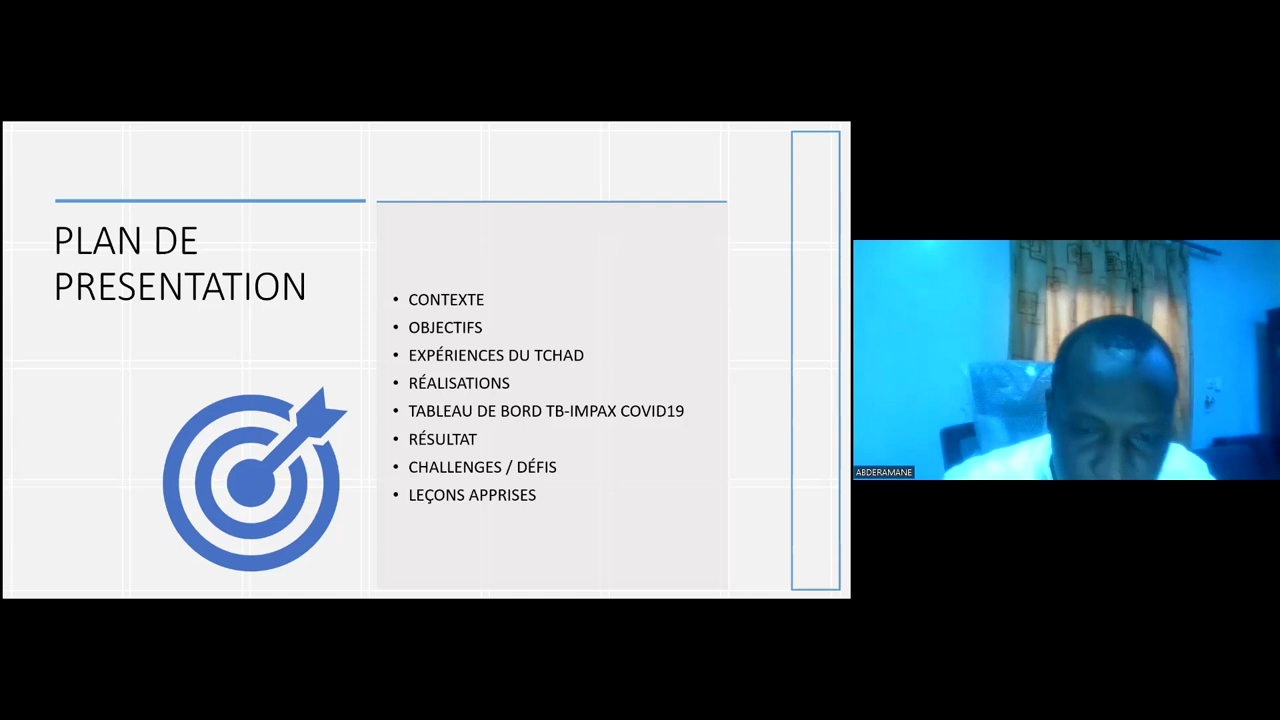 PLAN DE
PRESENTATION
• CONTEXTE
• OBJECTIFS
• EXPÉRIENCES DU TCHAD
• RÉALISATIONS
• TABLEAU DE BORD TB-IMPAX COVID19
• RÉSULTAT
• CHALLENGES / DÉFIS
• LEÇONS APPRISES
ABDERAMANE